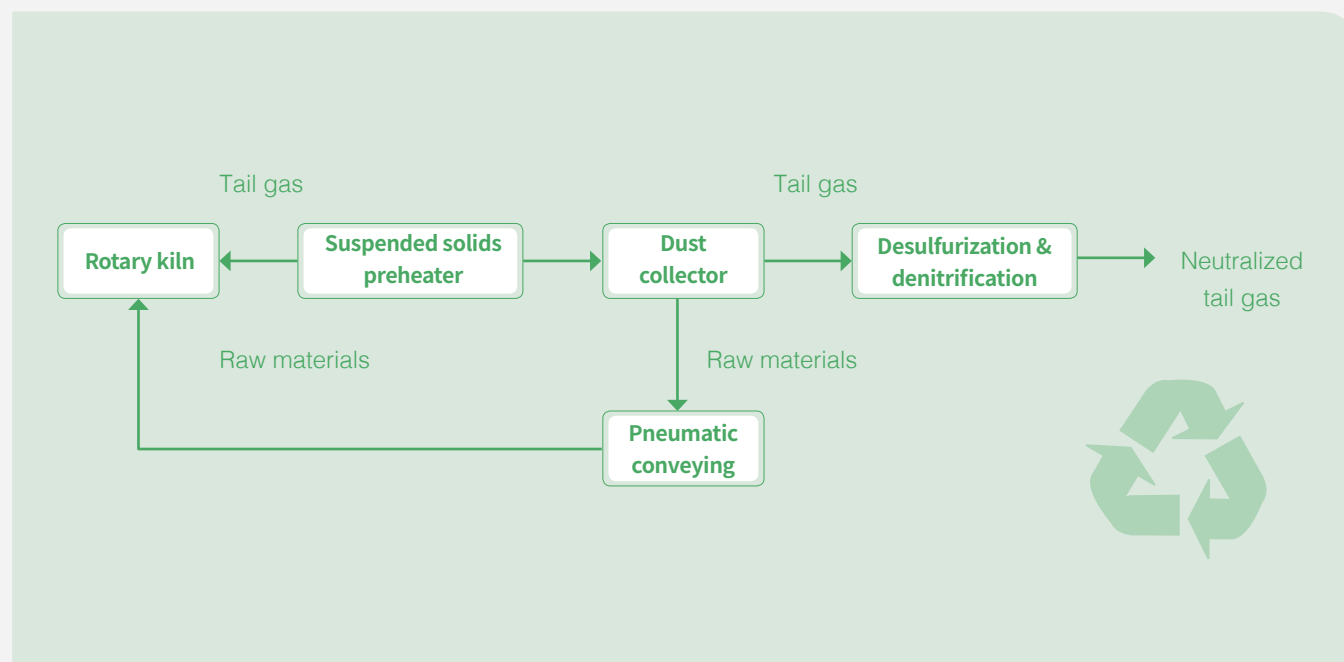 Tail gas
Tail gas
Rotary kiln
Suspended solids
preheater
Dust
collector
Desulfurization &
denitrification
Neutralized
tail gas
Raw materials
Raw materials
Pneumatic
conveying